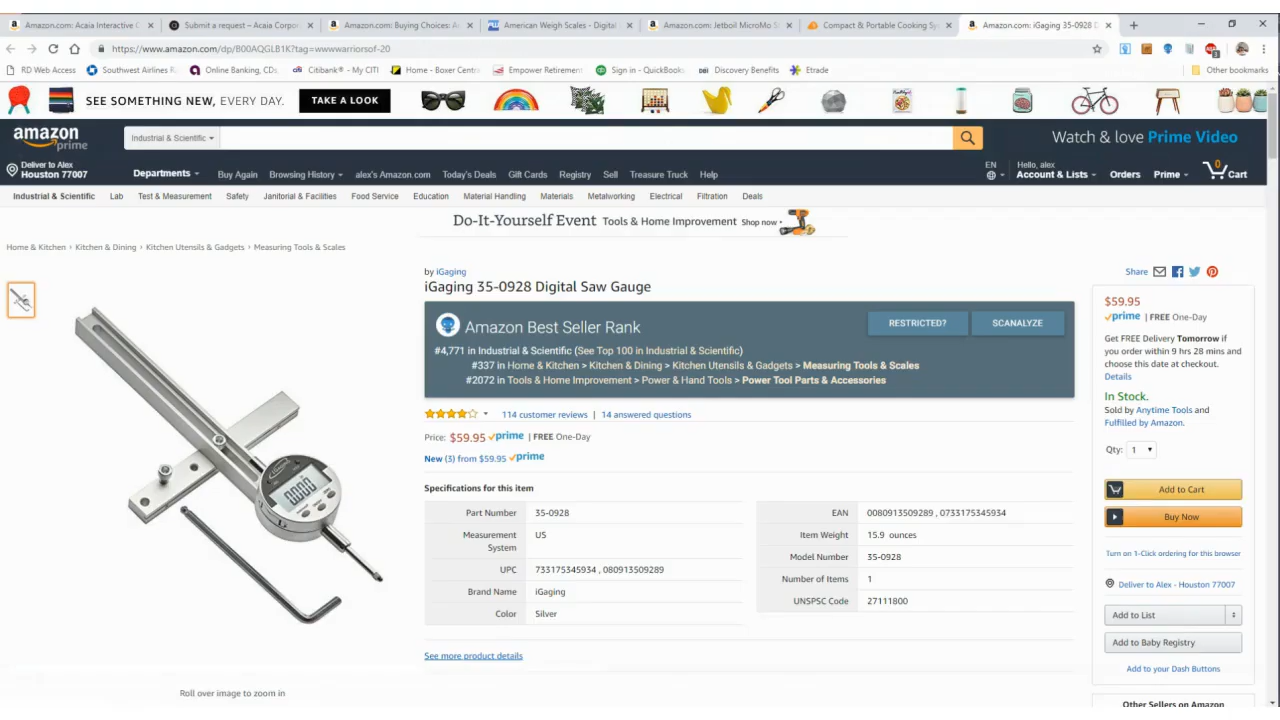 Amazon.com: Acaia Interactive C
Submit a request – Acaia Corpor
Amazon.com: Buying Choices: Ac
American Weigh Scales - Digital
Amazon.com: Jetboil MicroMo S
Compact & Portable Cooking Sy
Amazon.com: iGaging 35-0928 D
https://www.amazon.com/dp/B00AQGLB1K?tag=wwwwarriorsof-20
RD Web Access
Southwest Airlines R
Online Banking, CDs
Citibank® - My CITI
Home - Boxer Centr
Empower Retirement
Sign in - QuickBooks
Discovery Benefits
Etrade
Other bookmarks
SEE SOMETHING NEW, EVERY DAY.
TAKE A LOOK
amazon prime
Industrial & Scientific
Watch & love Prime Video
Deliver to Alex
Houston 77007
Departments
Buy Again
Browsing History
alex's Amazon.com
Today's Deals
Gift Cards
Registry
Sell
Treasure Truck
Help
EN
Hello, alex
Account & Lists
Orders
Prime
0
Cart
Industrial & Scientific
Lab
Test & Measurement
Safety
Janitorial & Facilities
Food Service
Education
Material Handling
Materials
Metalworking
Electrical
Filtration
Deals
Do-It-Yourself Event Tools & Home Improvement Shop now
Home & Kitchen › Kitchen & Dining › Kitchen Utensils & Gadgets › Measuring Tools & Scales
by iGaging
iGaging 35-0928 Digital Saw Gauge
Amazon Best Seller Rank
RESTRICTED?
SCANALYZE
#4,771 in Industrial & Scientific (See Top 100 in Industrial & Scientific)
#337 in Home & Kitchen > Kitchen & Dining > Kitchen Utensils & Gadgets > Measuring Tools & Scales
#2072 in Tools & Home Improvement > Power & Hand Tools > Power Tool Parts & Accessories
114 customer reviews | 14 answered questions
Price: $59.95 prime | FREE One-Day
New (3) from $59.95 prime
Specifications for this item
Part Number 35-0928
Measurement System US
UPC 733175345934 , 080913509289
Brand Name iGaging
Color Silver
EAN 0080913509289 , 0733175345934
Item Weight 15.9 ounces
Model Number 35-0928
Number of Items 1
UNSPSC Code 27111800
See more product details
0.000
Roll over image to zoom in
Share
$59.95
prime | FREE One-Day
Get FREE Delivery Tomorrow if
you order within 9 hrs 28 mins and
choose this date at checkout.
Details
In Stock.
Sold by Anytime Tools and
Fulfilled by Amazon.
Qty: 1
Add to Cart
Buy Now
Turn on 1-Click ordering for this browser
Deliver to Alex - Houston 77007
Add to List
Add to Baby Registry
Add to your Dash Buttons
Other Sellers on Amazon